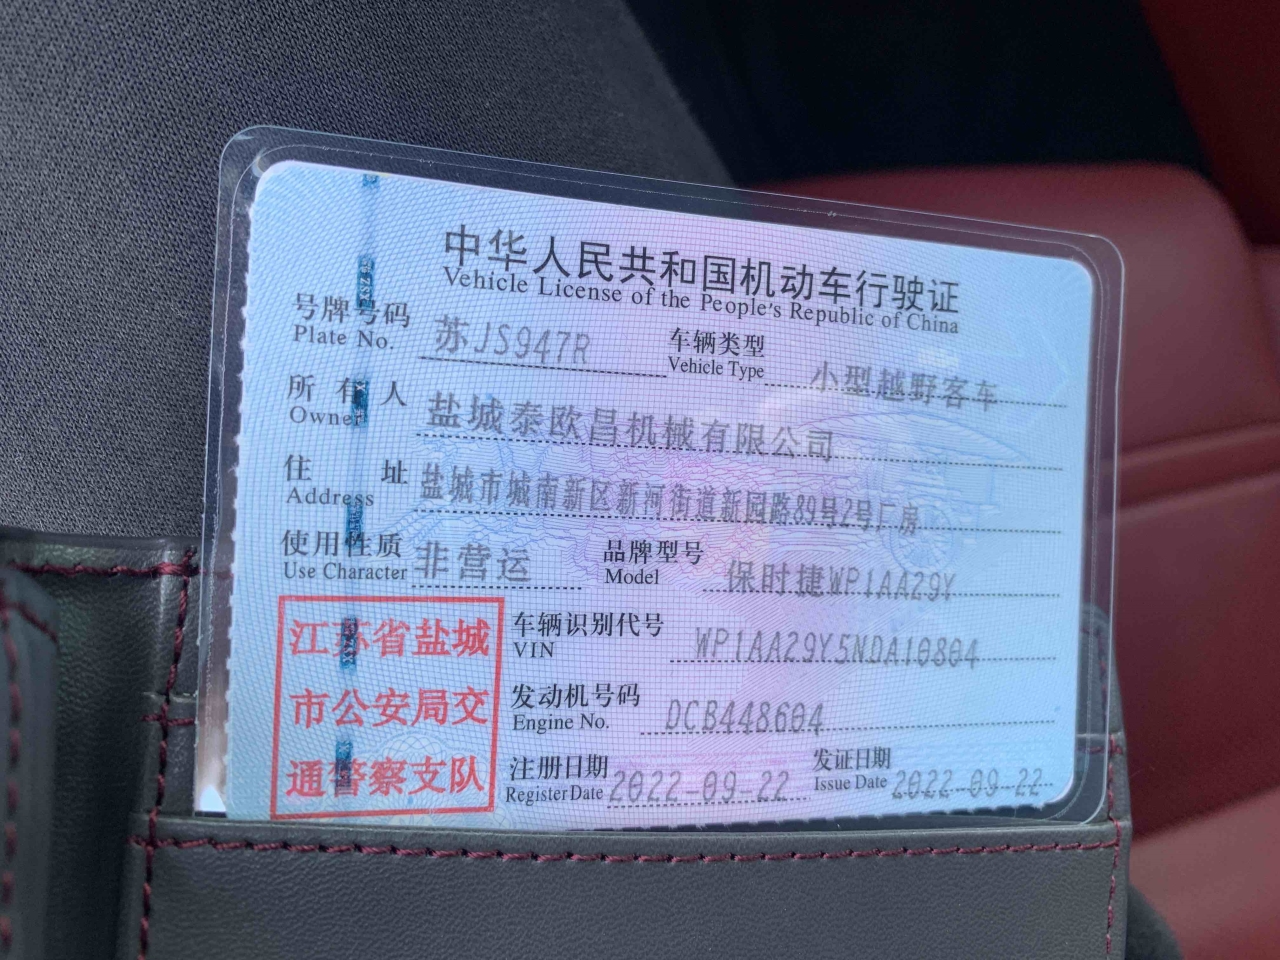 中华人民共和国机动车行驶证
Vehicle License of the People's Republic of China
号牌号码 苏JS947R 车辆类型 小型越野客车
Plate No. Vehicle Type
所有人 盐城泰欧昌机械有限公司
Owner
住址 盐城市城南新区新河街道新园路89号2号厂房
Address
使用性质 非营运 品牌型号 保时捷WP1AA29Y
Use Character Model
江苏省盐城
市公安局交
通警察支队
车辆识别代号 WP1AA29Y5NDA10804
VIN
发动机号码 DCB448604
Engine No.
注册日期 2022-09-22 发证日期 2022-09-22
Register Date Issue Date